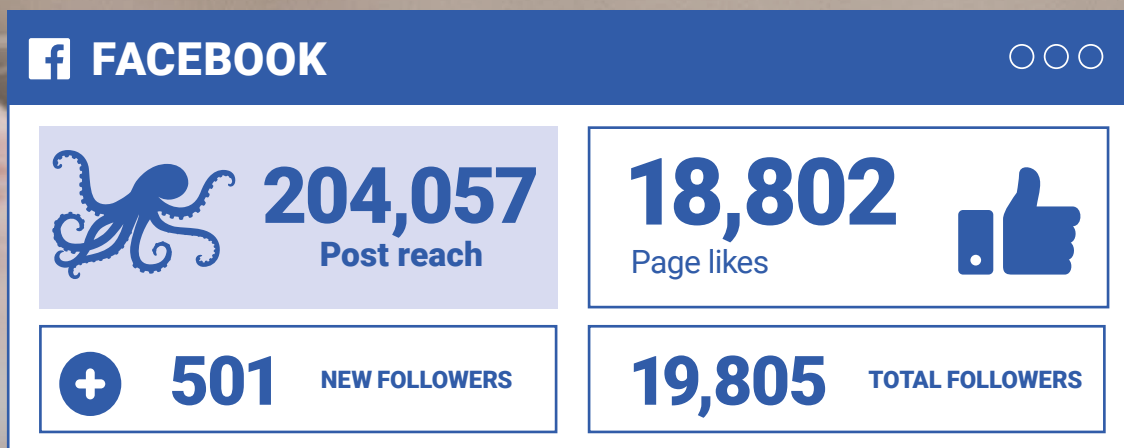 FACEBOOK
204,057
Post reach
18,802
Page likes
501 NEW FOLLOWERS
19,805 TOTAL FOLLOWERS